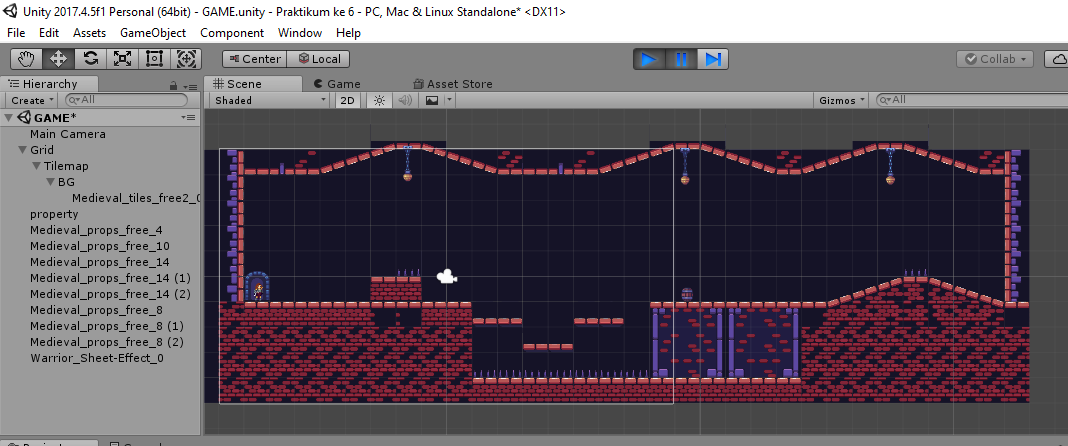 Unity 2017.4.5f1 Personal (64bit) - GAME.unity - Praktikum ke 6 - PC, Mac & Linux Standalone* <DX11>
File Edit Assets GameObject Component Window Help
Center Local Collab
Hierarchy Scene Game Asset Store
Create All Shaded 2D Gizmos All
GAME*
Main Camera
Grid
Tilemap
BG
Medieval_tiles_free2_0
property
Medieval_props_free_4
Medieval_props_free_10
Medieval_props_free_14
Medieval_props_free_14 (1)
Medieval_props_free_14 (2)
Medieval_props_free_8
Medieval_props_free_8 (1)
Medieval_props_free_8 (2)
Warrior_Sheet-Effect_0